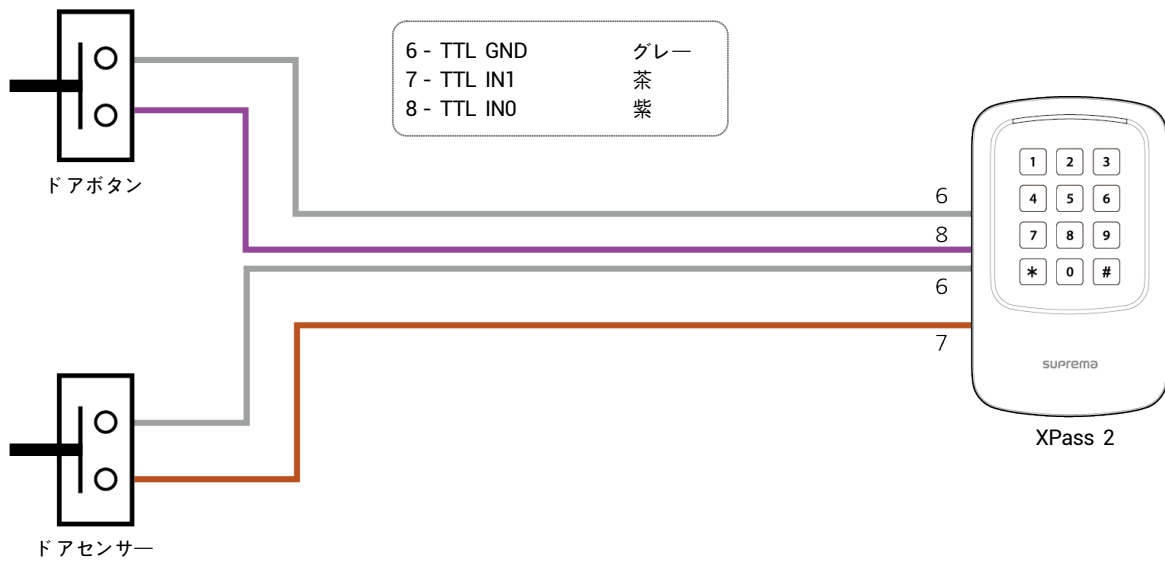 6 - TTL GND グレー
7 - TTL IN1 茶
8 - TTL IN0 紫
ドアボタン
6
8
6
7
1 2 3
4 5 6
7 8 9
* 0 #
suprema
XPass 2
ドアセンサー